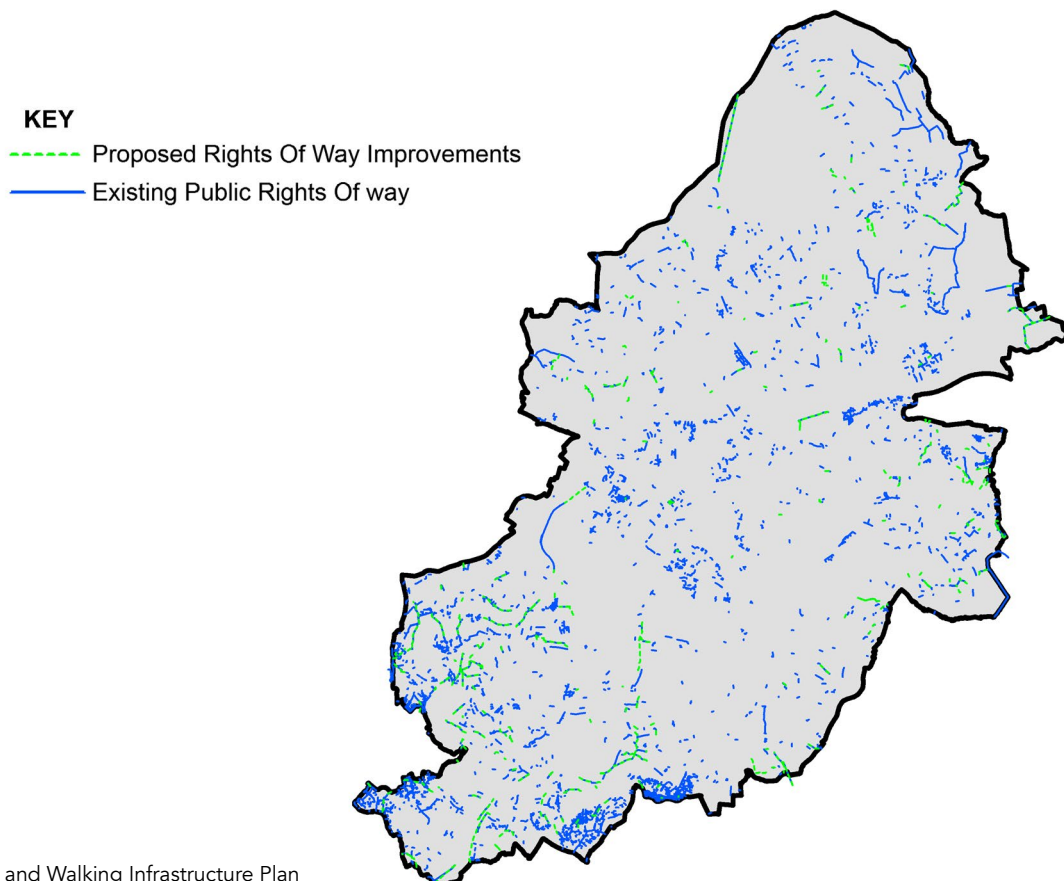 KEY
Proposed Rights Of Way Improvements
Existing Public Rights Of way
and Walking Infrastructure Plan